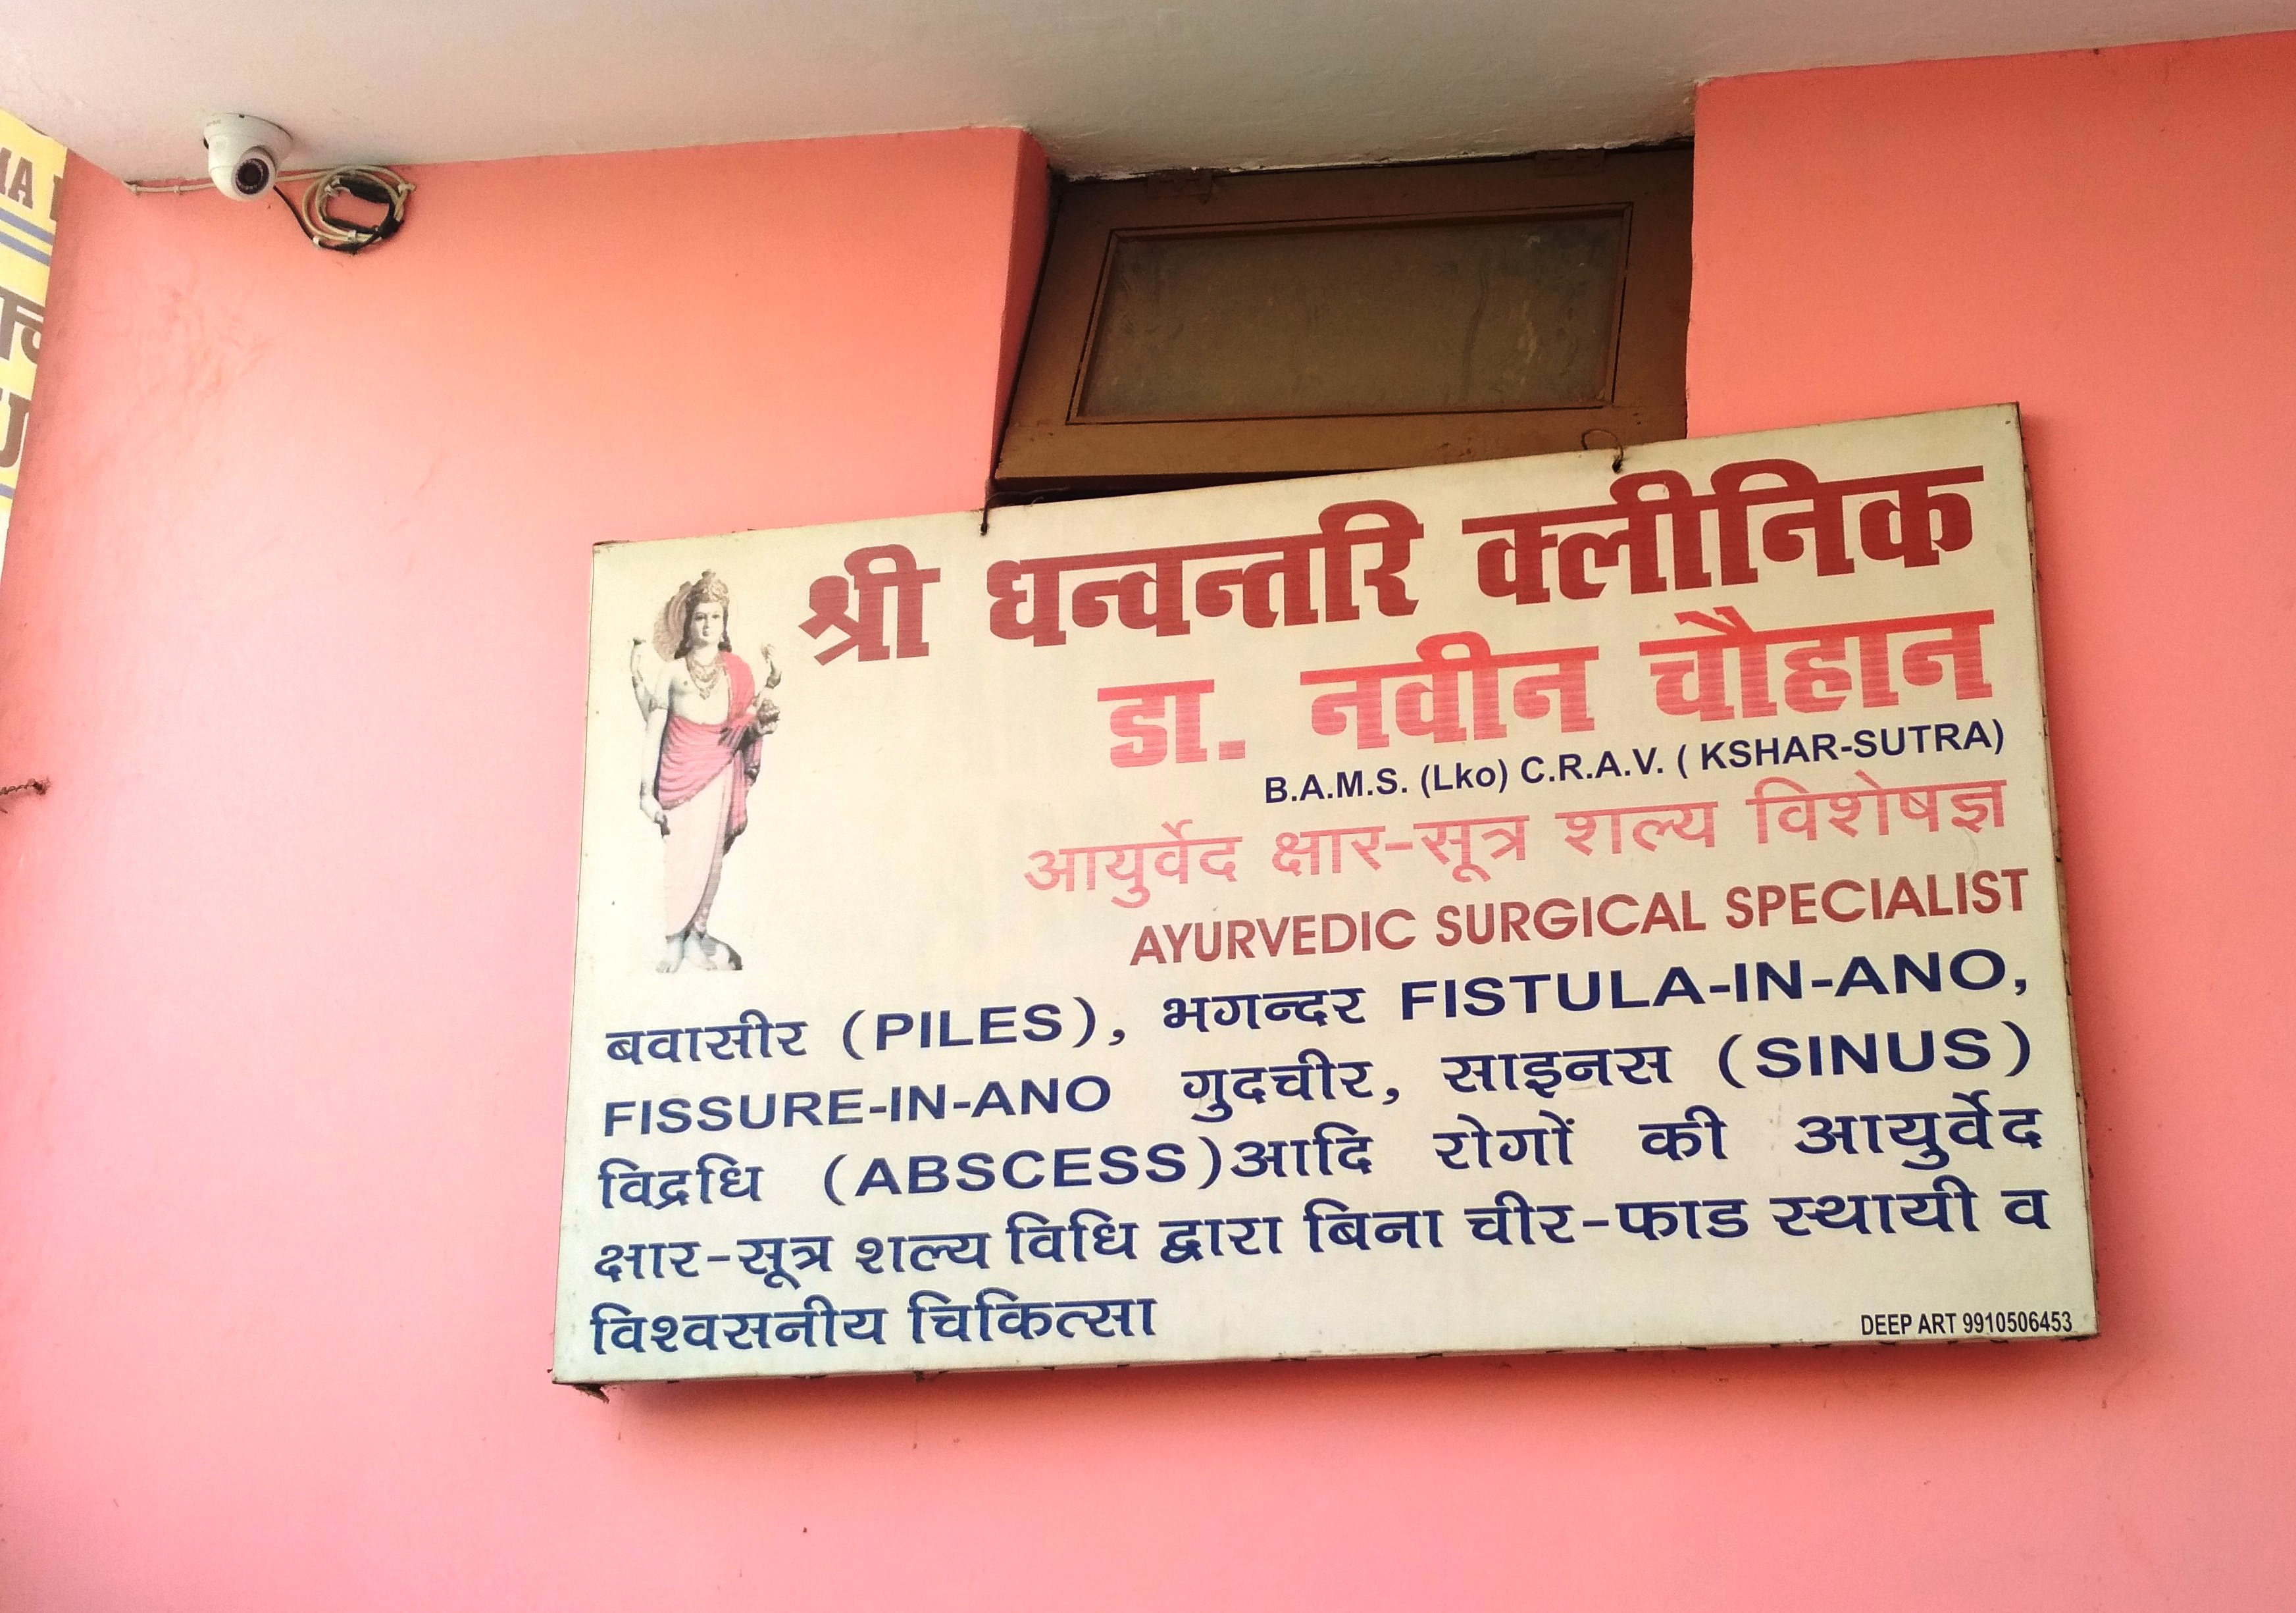 श्री धन्वन्तरि क्लीनिक
डा. नवीन चौहान
B.A.M.S. (Lko) C.R.A.V. ( KSHAR-SUTRA)
आयुर्वेद क्षार-सूत्र शल्य विशेषज्ञ
AYURVEDIC SURGICAL SPECIALIST
बवासीर (PILES), भगन्दर FISTULA-IN-ANO,
FISSURE-IN-ANO गुदचीर, साइनस (SINUS)
विद्रधि (ABSCESS)आदि रोगों की आयुर्वेद
क्षार-सूत्र शल्य विधि द्वारा बिना चीर-फाड स्थायी व
विश्वसनीय चिकित्सा
DEEP ART 9910506453